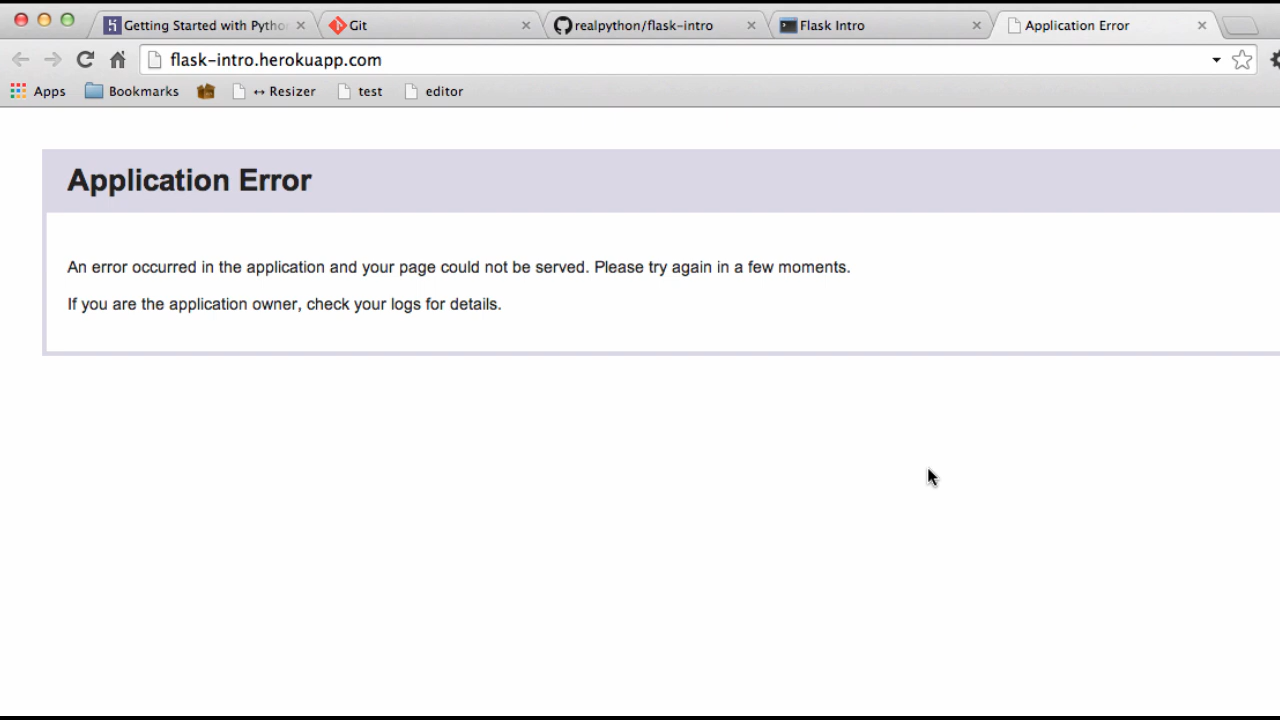 Getting Started with Pytho
Git
realpython/flask-intro
Flask Intro
Application Error
flask-intro.herokuapp.com
Apps
Bookmarks
↔ Resizer
test
editor
Application Error
An error occurred in the application and your page could not be served. Please try again in a few moments.
If you are the application owner, check your logs for details.